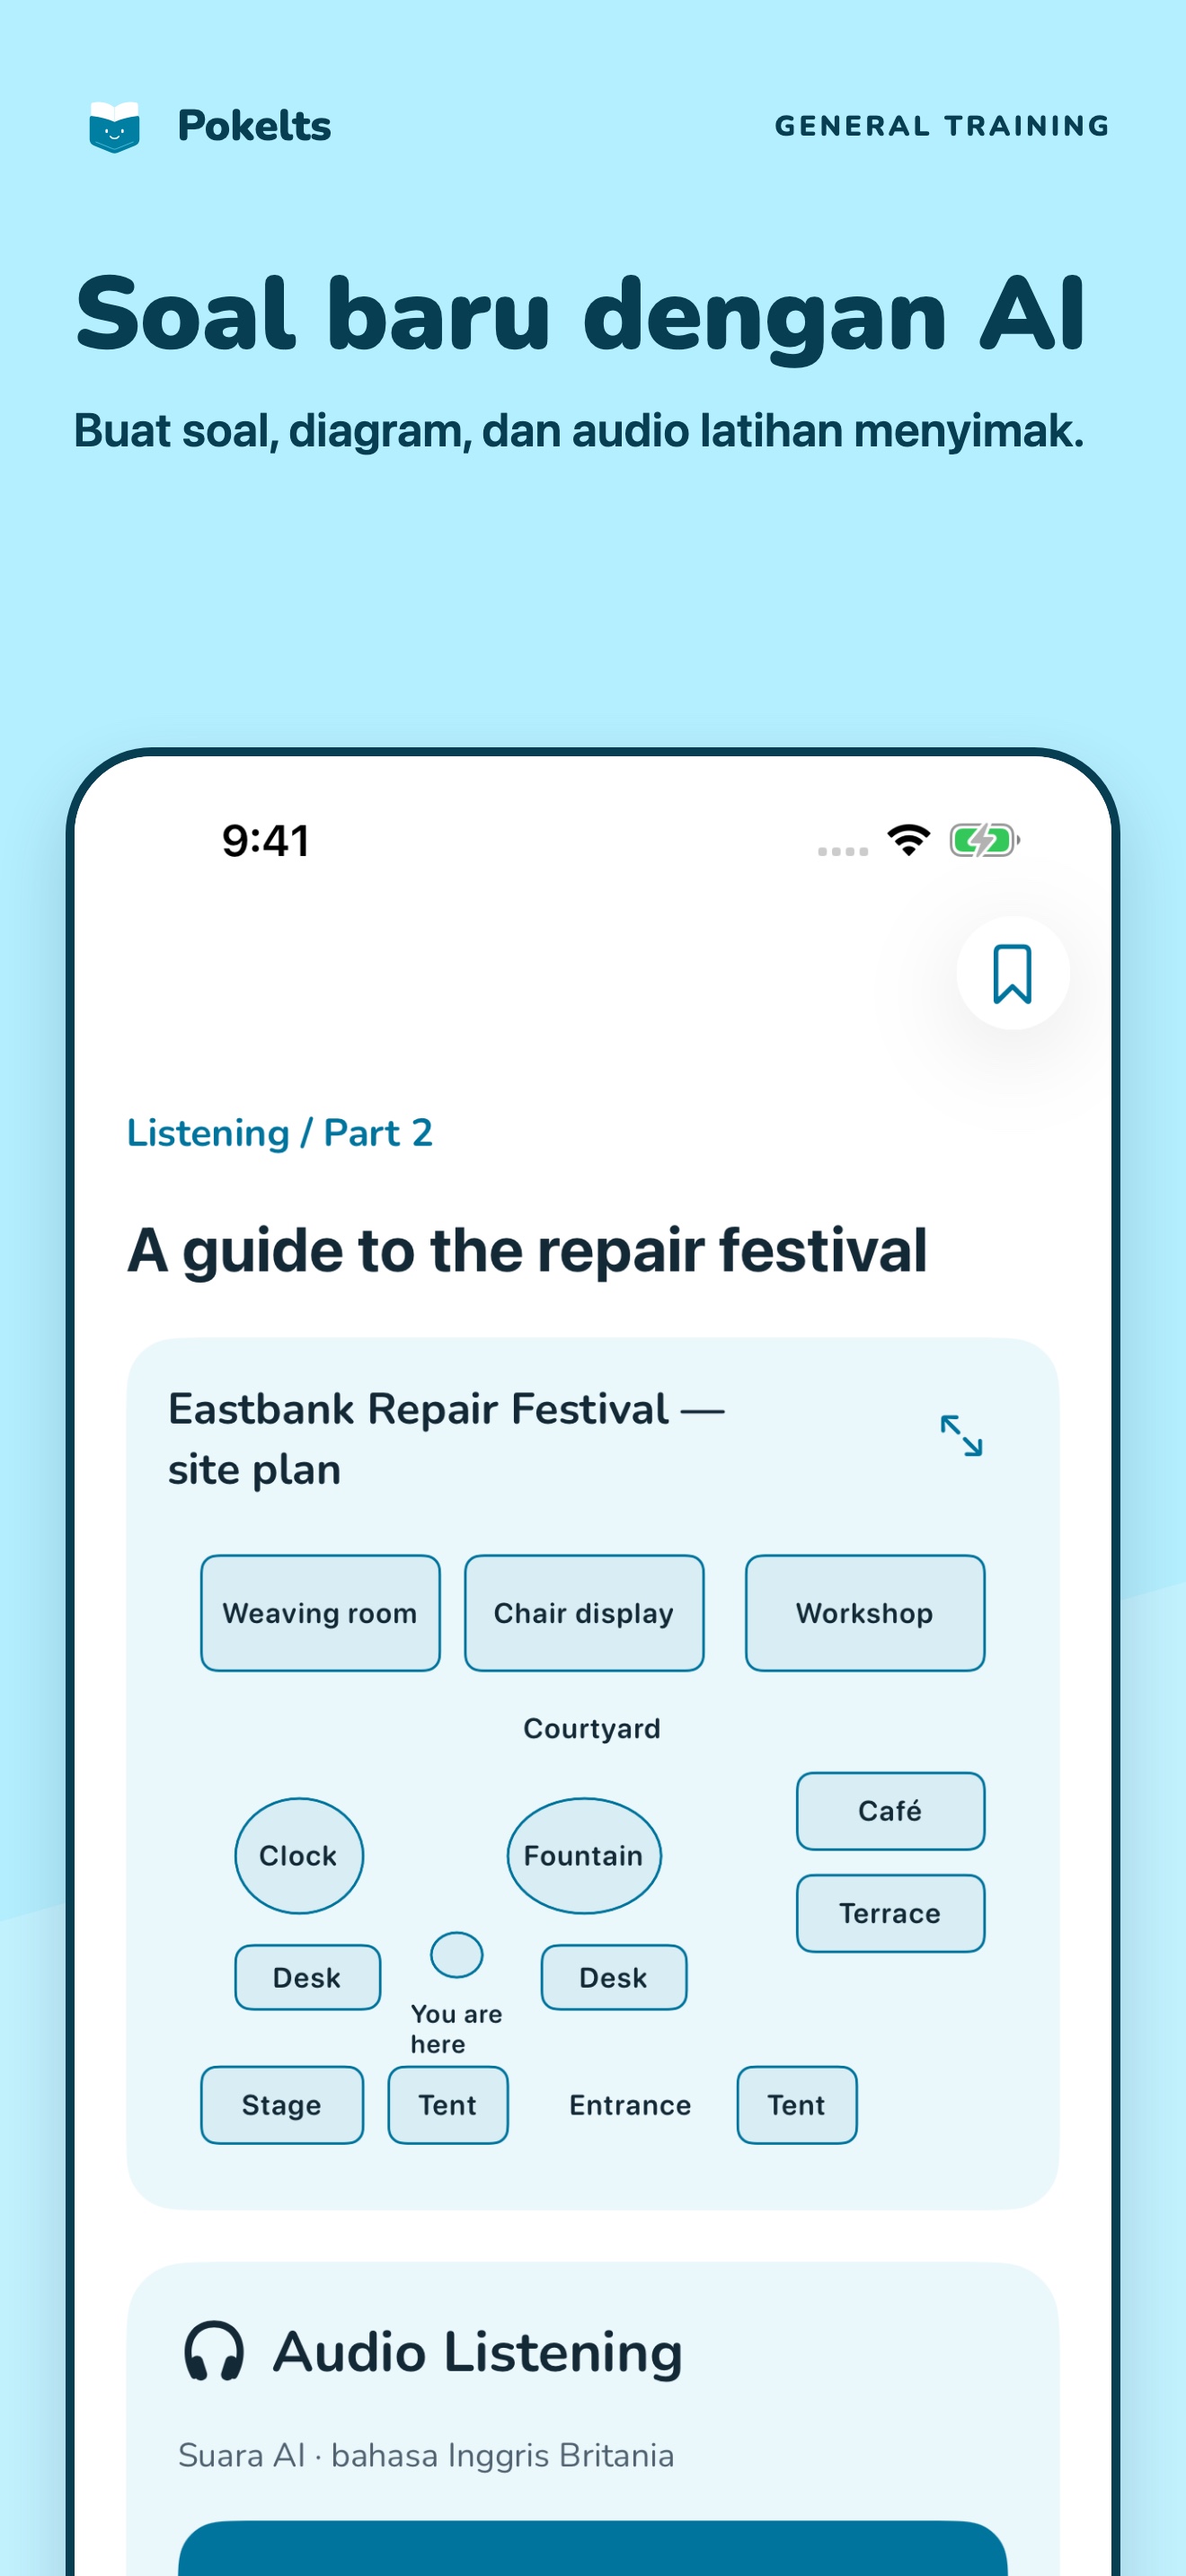 Pokelts
GENERAL TRAINING
Soal baru dengan AI
Buat soal, diagram, dan audio latihan menyimak.
9:41
Listening / Part 2
A guide to the repair festival
Eastbank Repair Festival —
site plan
Weaving room
Chair display
Workshop
Courtyard
Café
Clock
Fountain
Terrace
Desk
Desk
You are
here
Stage
Tent
Entrance
Tent
Audio Listening
Suara AI · bahasa Inggris Britania